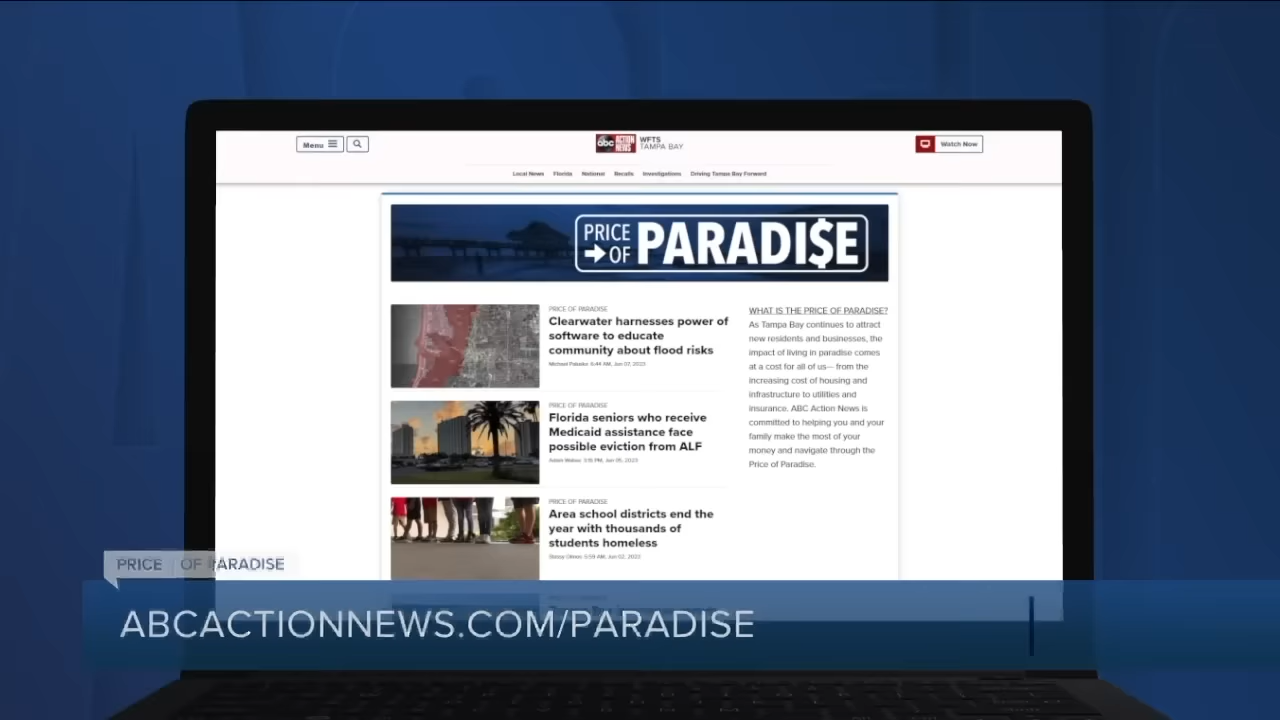 Menu
abc ACTION NEWS WFTS TAMPA BAY
Watch Now
Local News Florida National Recalls Investigations Driving Tampa Bay Forward
PRICE OF PARADI$E
PRICE OF PARADISE
Clearwater harnesses power of
software to educate
community about flood risks
PRICE OF PARADISE
Florida seniors who receive
Medicaid assistance face
possible eviction from ALF
PRICE OF PARADISE
Area school districts end the
year with thousands of
students homeless
WHAT IS THE PRICE OF PARADISE?
As Tampa Bay continues to attract
new residents and businesses, the
impact of living in paradise comes
at a cost for all of us— from the
increasing cost of housing and
infrastructure to utilities and
insurance. ABC Action News is
committed to helping you and your
family make the most of your
money and navigate through the
Price of Paradise.
PRICE OF PARADISE
ABCACTIONNEWS.COM/PARADISE